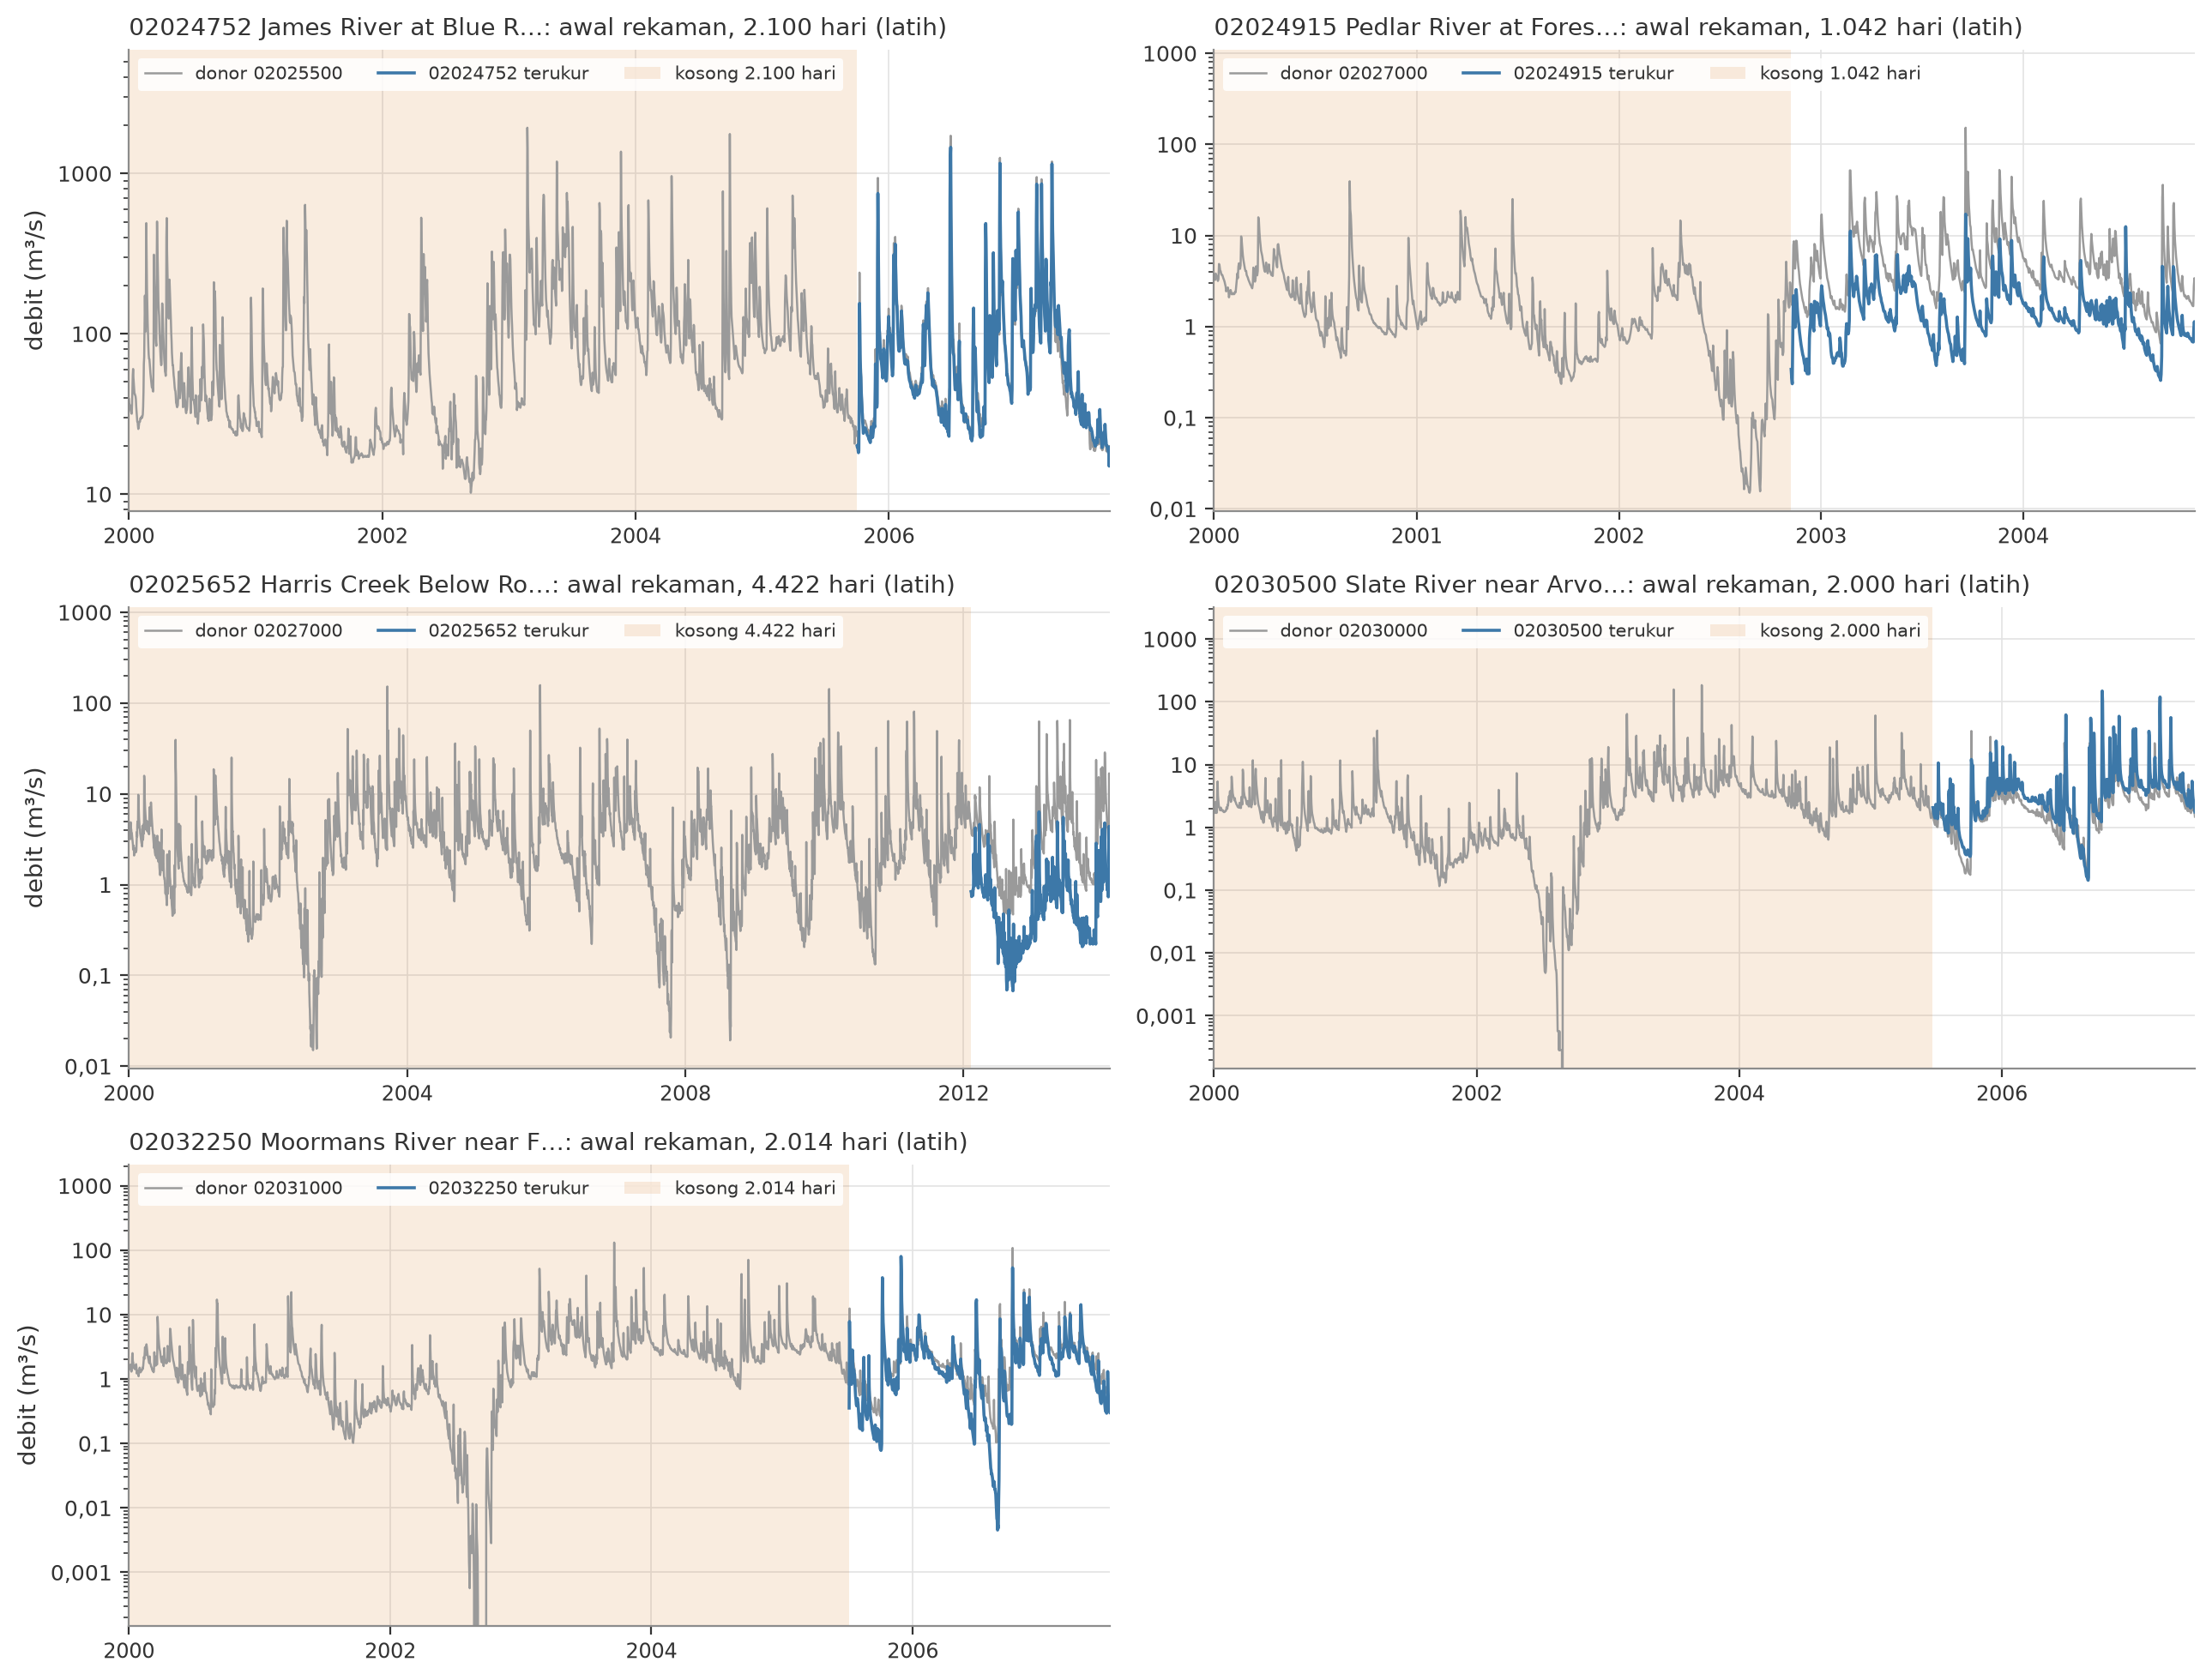 02024752 James River at Blue R...: awal rekaman, 2.100 hari (latih)
donor 02025500
02024752 terukur
kosong 2.100 hari
debit (m³/s)
1000
100
10
2000
2002
2004
2006
02024915 Pedlar River at Fores...: awal rekaman, 1.042 hari (latih)
donor 02027000
02024915 terukur
kosong 1.042 hari
1000
100
10
1
0,1
0,01
2000
2001
2002
2003
2004
02025652 Harris Creek Below Ro...: awal rekaman, 4.422 hari (latih)
donor 02027000
02025652 terukur
kosong 4.422 hari
debit (m³/s)
1000
100
10
1
0,1
0,01
2000
2004
2008
2012
02030500 Slate River near Arvo...: awal rekaman, 2.000 hari (latih)
donor 02030000
02030500 terukur
kosong 2.000 hari
1000
100
10
1
0,1
0,01
0,001
2000
2002
2004
2006
02032250 Moormans River near F...: awal rekaman, 2.014 hari (latih)
donor 02031000
02032250 terukur
kosong 2.014 hari
debit (m³/s)
1000
100
10
1
0,1
0,01
0,001
2000
2002
2004
2006